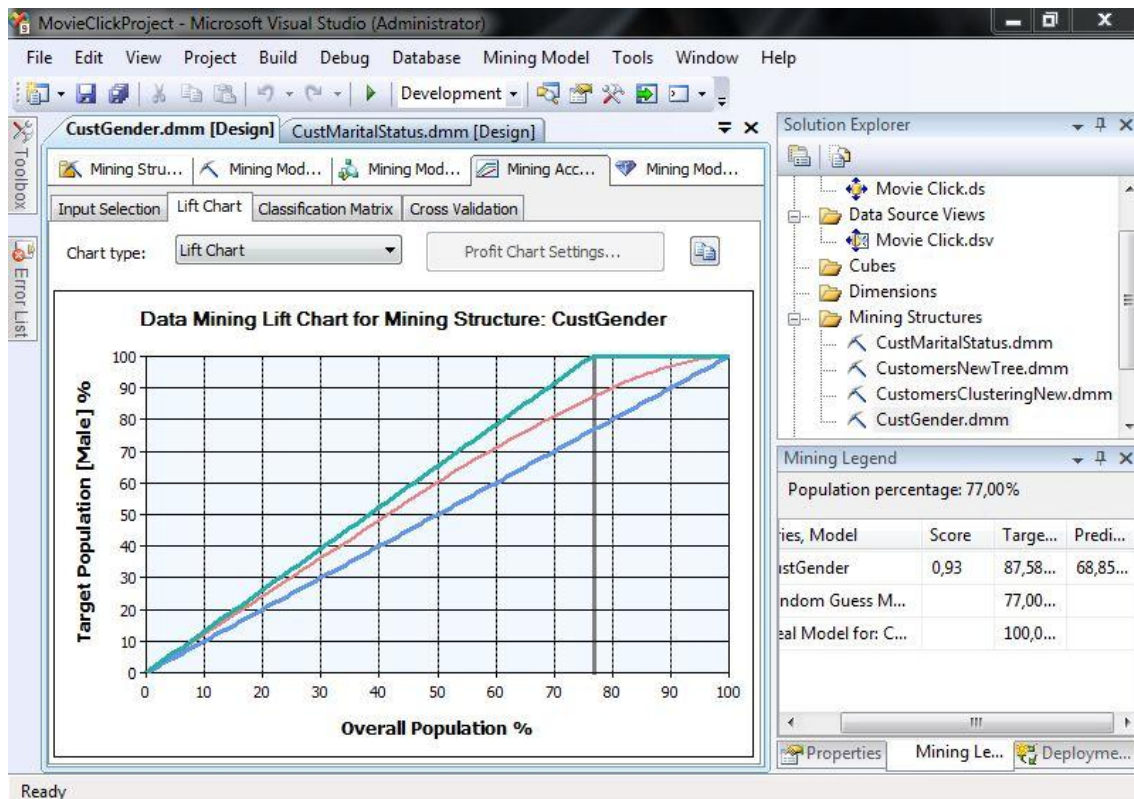 MovieClickProject - Microsoft Visual Studio (Administrator)
File Edit View Project Build Debug Database Mining Model Tools Window Help
Development
Toolbox
Error List
CustGender.dmm [Design] CustMaritalStatus.dmm [Design]
Mining Stru... Mining Mod... Mining Mod... Mining Acc... Mining Mod...
Input Selection Lift Chart Classification Matrix Cross Validation
Chart type: Lift Chart Profit Chart Settings...
Data Mining Lift Chart for Mining Structure: CustGender
Target Population [Male] %
100
90
80
70
60
50
40
30
20
10
0
0 10 20 30 40 50 60 70 80 90 100
Overall Population %
Solution Explorer
Movie Click.ds
Data Source Views
Movie Click.dsv
Cubes
Dimensions
Mining Structures
CustMaritalStatus.dmm
CustomersNewTree.dmm
CustomersClusteringNew.dmm
CustGender.dmm
Mining Legend
Population percentage: 77,00%
ries, Model Score Targe... Predi...
ustGender 0,93 87,58... 68,85...
ndom Guess M... 77,00...
eal Model for: C... 100,0...
Properties Mining Le... Deployme...
Ready